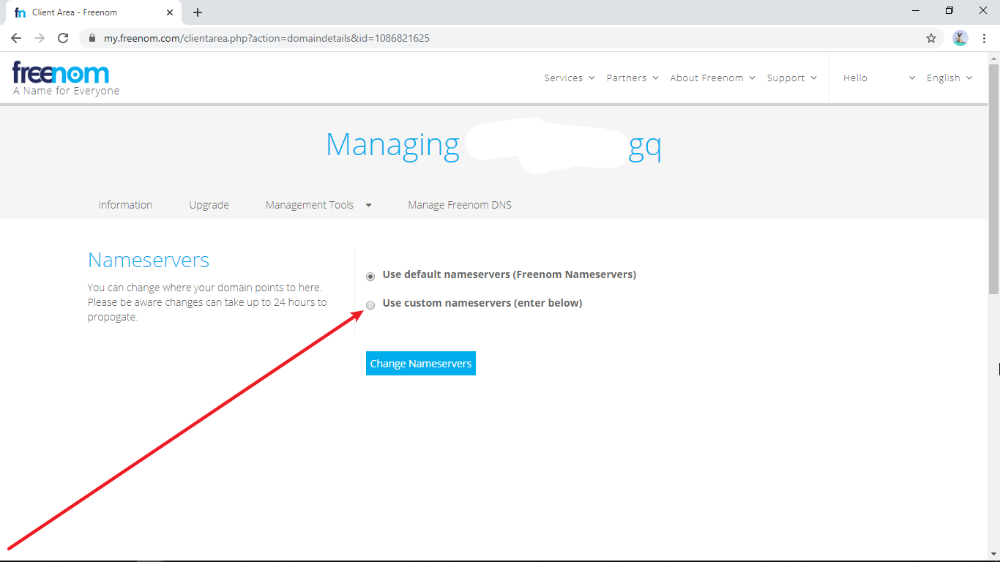 Client Area - Freenom
my.freenom.com/clientarea.php?action=domaindetails&id=1086821625
freenom
A Name for Everyone
Services Partners About Freenom Support Hello English
Managing gq
Information Upgrade Management Tools Manage Freenom DNS
Nameservers
You can change where your domain points to here.
Please be aware changes can take up to 24 hours to
propogate.
Use default nameservers (Freenom Nameservers)
Use custom nameservers (enter below)
Change Nameservers